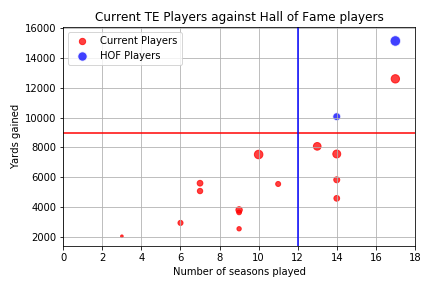 Current TE Players against Hall of Fame players
Current Players
HOF Players
Yards gained
16000
14000
12000
10000
8000
6000
4000
2000
0 2 4 6 8 10 12 14 16 18
Number of seasons played